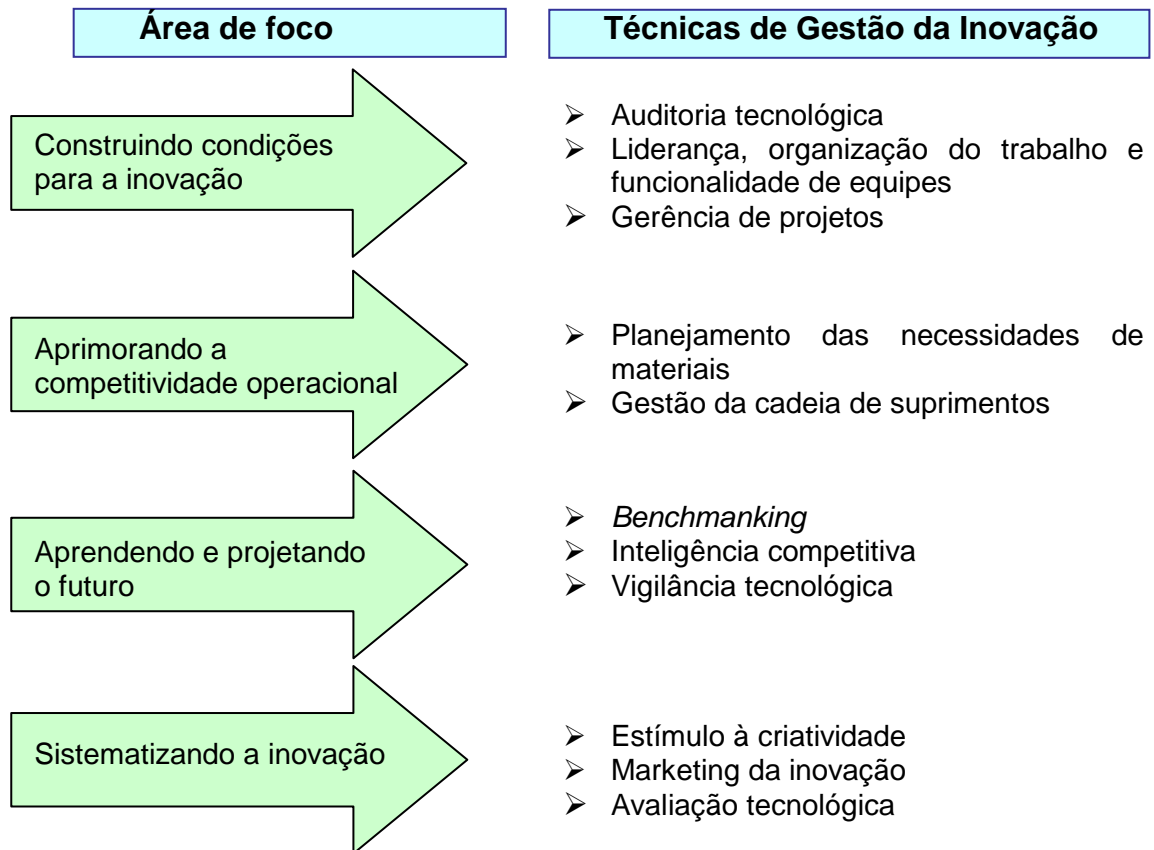 Área de foco
Técnicas de Gestão da Inovação
Construindo condições
para a inovação
➢ Auditoria tecnológica
➢ Liderança, organização do trabalho e
funcionalidade de equipes
➢ Gerência de projetos
Aprimorando a
competitividade operacional
➢ Planejamento das necessidades de
materiais
➢ Gestão da cadeia de suprimentos
Aprendendo e projetando
o futuro
➢ Benchmanking
➢ Inteligência competitiva
➢ Vigilância tecnológica
Sistematizando a inovação
➢ Estímulo à criatividade
➢ Marketing da inovação
➢ Avaliação tecnológica